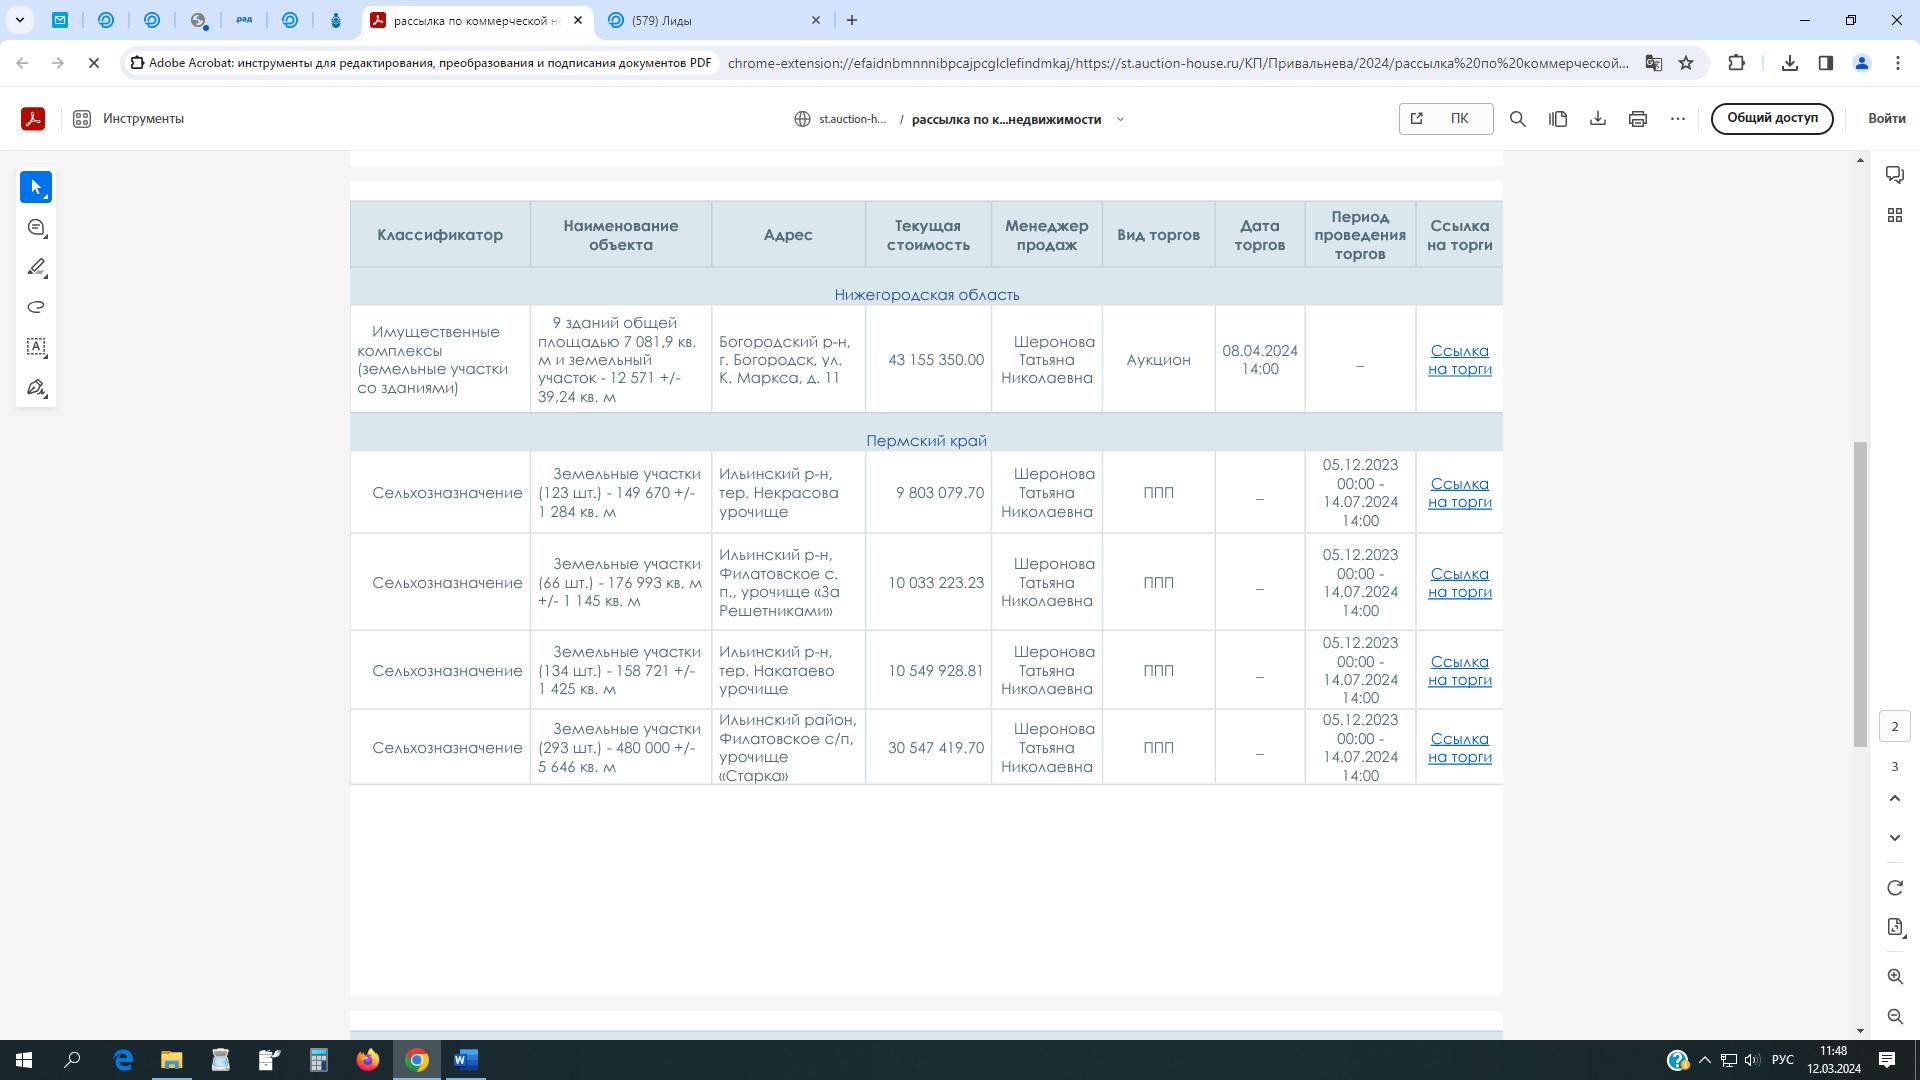 рад
рассылка по коммерческой не
(579) Лиды
Adobe Acrobat: инструменты для редактирования, преобразования и подписания документов PDF
chrome-extension://efaidnbmnnnibpcajpcglclefindmkaj/https://st.auction-house.ru/КП/Привальнева/2024/рассылка%20по%20коммерческой...
Инструменты
st.auction-h...
/ рассылка по к...недвижимости
ПК
Общий доступ
Войти
Классификатор
Наименование
объекта
Адрес
Текущая
стоимость
Менеджер
продаж
Вид торгов
Дата
торгов
Период
проведения
торгов
Ссылка
на торги
Нижегородская область
Имущественные
комплексы
(земельные участки
со зданиями)
9 зданий общей
площадью 7 081,9 кв.
м и земельный
участок - 12 571 +/-
39,24 кв. м
Богородский р-н,
г. Богородск, ул.
К. Маркса, д. 11
43 155 350.00
Шеронова
Татьяна
Николаевна
Аукцион
08.04.2024
14:00
_
Ссылка
на торги
Пермский край
Сельхозназначение
Земельные участки
(123 шт.) - 149 670 +/-
1 284 кв. м
Ильинский р-н,
тер. Некрасова
урочище
9 803 079.70
Шеронова
Татьяна
Николаевна
ППП
_
05.12.2023
00:00 -
14.07.2024
14:00
Ссылка
на торги
Сельхозназначение
Земельные участки
(66 шт.) - 176 993 кв. м
+/- 1 145 кв. м
Ильинский р-н,
Филатовское с.
п., урочище «За
Решетниками»
10 033 223.23
Шеронова
Татьяна
Николаевна
ППП
_
05.12.2023
00:00 -
14.07.2024
14:00
Ссылка
на торги
Сельхозназначение
Земельные участки
(134 шт.) - 158 721 +/-
1 425 кв. м
Ильинский р-н,
тер. Накатаево
урочище
10 549 928.81
Шеронова
Татьяна
Николаевна
ППП
_
05.12.2023
00:00 -
14.07.2024
14:00
Ссылка
на торги
Сельхозназначение
Земельные участки
(293 шт.) - 480 000 +/-
5 646 кв. м
Ильинский район,
Филатовское с/п,
урочище
«Старка»
30 547 419.70
Шеронова
Татьяна
Николаевна
ППП
_
05.12.2023
00:00 -
14.07.2024
14:00
Ссылка
на торги
2
3
РУС
11:48
12.03.2024